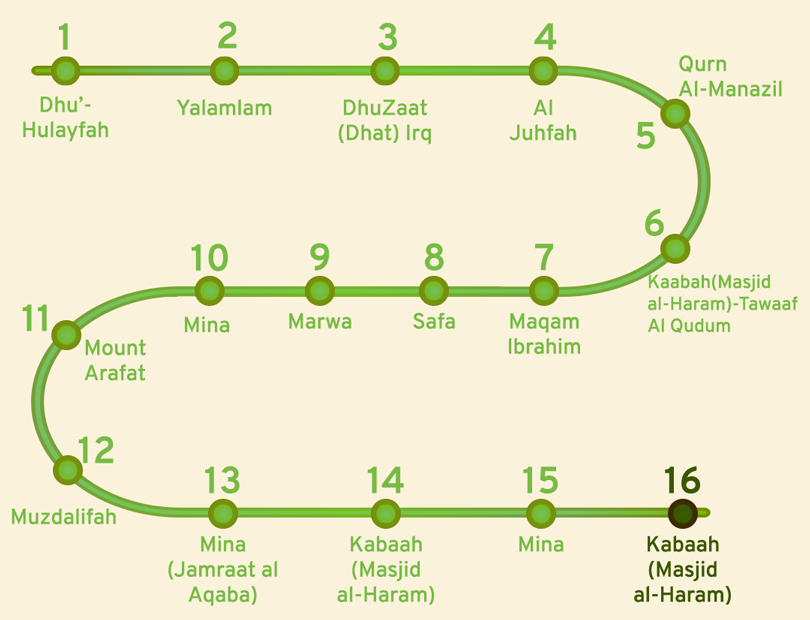 1
Dhu’-
Hulayfah
2
Yalamlam
3
DhuZaat
(Dhat) Irq
4
Al
Juhfah
Qurn
Al-Manazil
5
6
Kaabah(Masjid
al-Haram)-Tawaaf
Al Qudum
7
Maqam
Ibrahim
8
Safa
9
Marwa
10
Mina
11
Mount
Arafat
12
Muzdalifah
13
Mina
(Jamraat al
Aqaba)
14
Kabaah
(Masjid
al-Haram)
15
Mina
16
Kabaah
(Masjid
al-Haram)